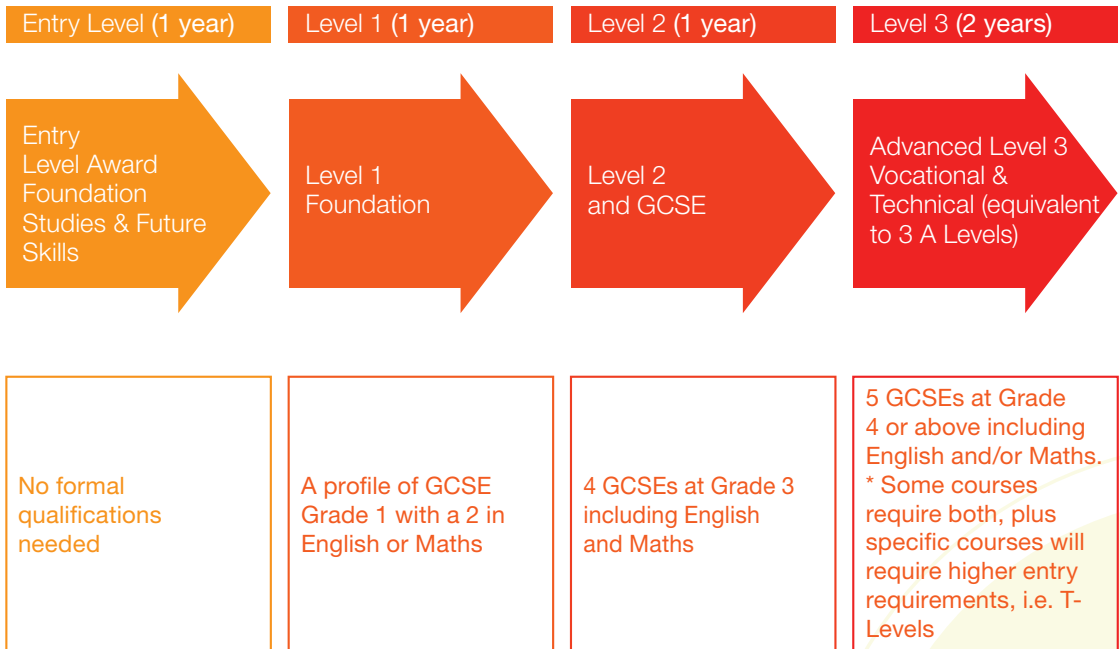 Entry Level (1 year)
Level 1 (1 year)
Level 2 (1 year)
Level 3 (2 years)
Entry
Level Award
Foundation
Studies & Future
Skills
Level 1
Foundation
Level 2
and GCSE
Advanced Level 3
Vocational &
Technical (equivalent
to 3 A Levels)
No formal
qualifications
needed
A profile of GCSE
Grade 1 with a 2 in
English or Maths
4 GCSEs at Grade 3
including English
and Maths
5 GCSEs at Grade
4 or above including
English and/or Maths.
* Some courses
require both, plus
specific courses will
require higher entry
requirements, i.e. T-
Levels